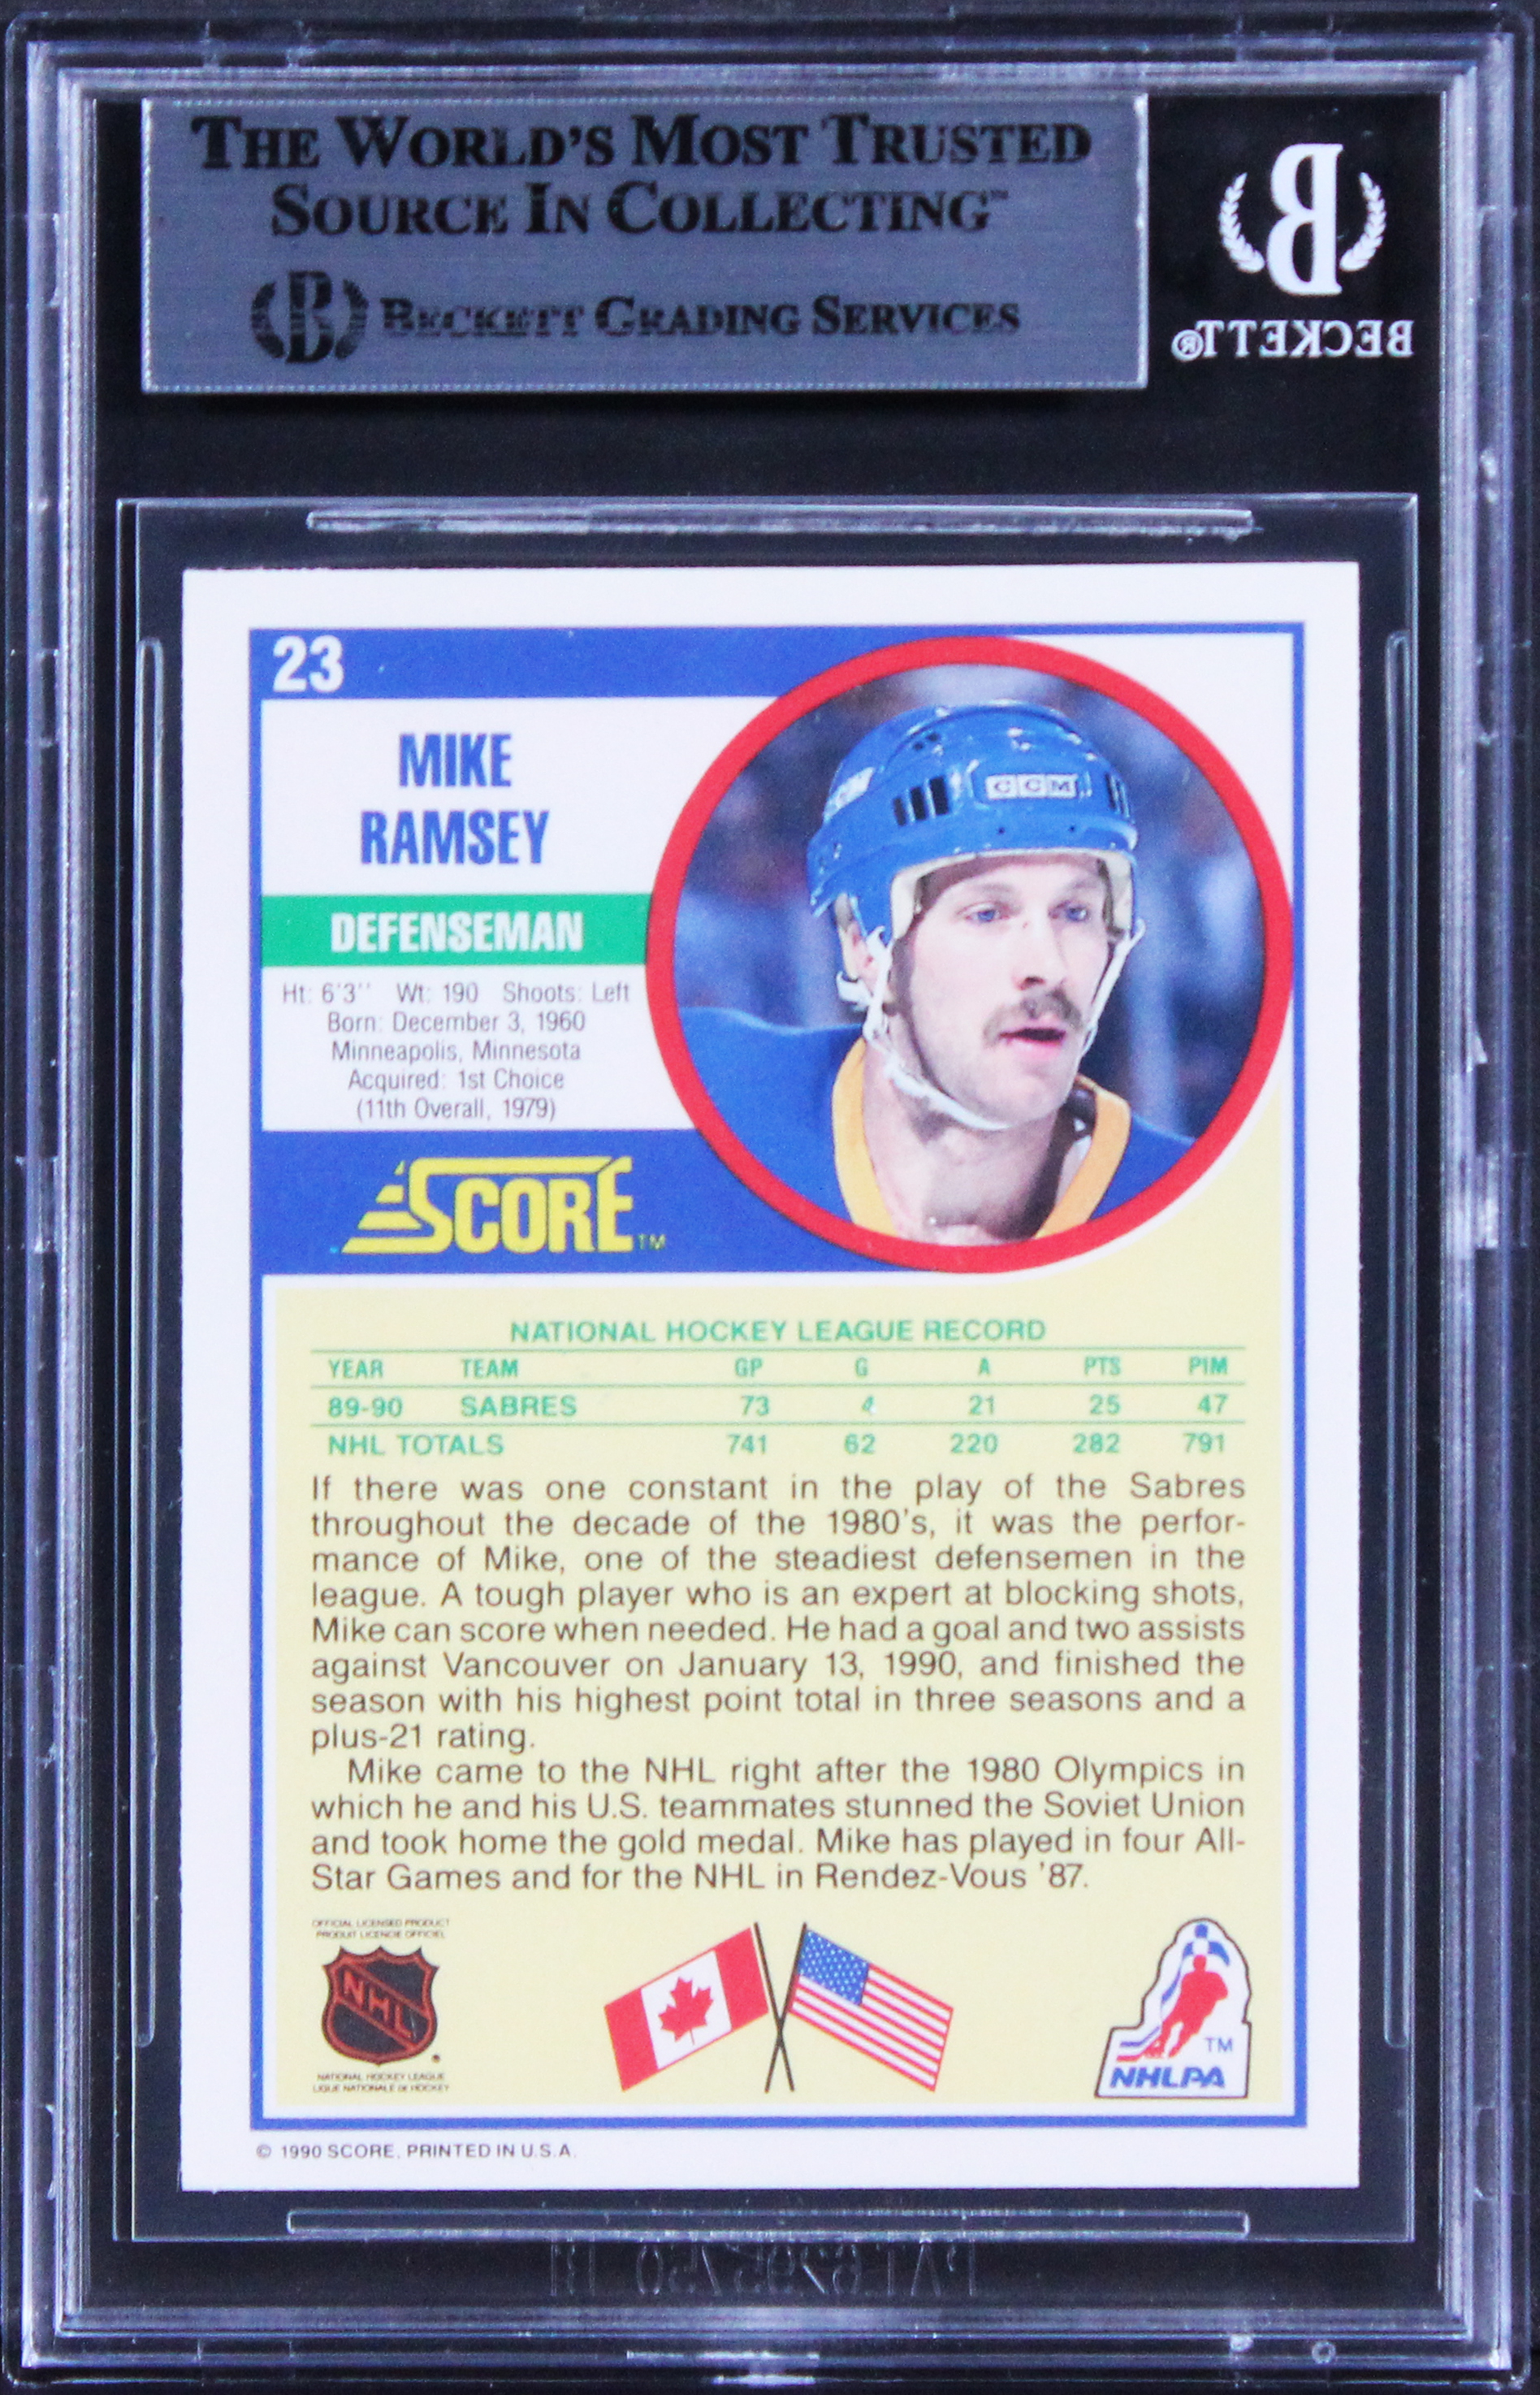 THE WORLD'S MOST TRUSTED
SOURCE IN COLLECTING™
B BECKETT GRADING SERVICES
B
BECKETT®
23
MIKE
RAMSEY
DEFENSEMAN
Ht: 6'3'' Wt: 190 Shoots: Left
Born: December 3, 1960
Minneapolis, Minnesota
Acquired: 1st Choice
(11th Overall, 1979)
CCM
SCORE™
NATIONAL HOCKEY LEAGUE RECORD
YEAR TEAM GP G A PTS PIM
89-90 SABRES 73 4 21 25 47
NHL TOTALS 741 62 220 282 791
If there was one constant in the play of the Sabres
throughout the decade of the 1980's, it was the perfor-
mance of Mike, one of the steadiest defensemen in the
league. A tough player who is an expert at blocking shots,
Mike can score when needed. He had a goal and two assists
against Vancouver on January 13, 1990, and finished the
season with his highest point total in three seasons and a
plus-21 rating.
Mike came to the NHL right after the 1980 Olympics in
which he and his U.S. teammates stunned the Soviet Union
and took home the gold medal. Mike has played in four All-
Star Games and for the NHL in Rendez-Vous '87.
OFFICIAL LICENSED PRODUCT
PRODUIT LICENCIE OFFICIEL
NHL
NATIONAL HOCKEY LEAGUE
LIGUE NATIONALE DE HOCKEY
TM
NHLPA
© 1990 SCORE. PRINTED IN U.S.A.